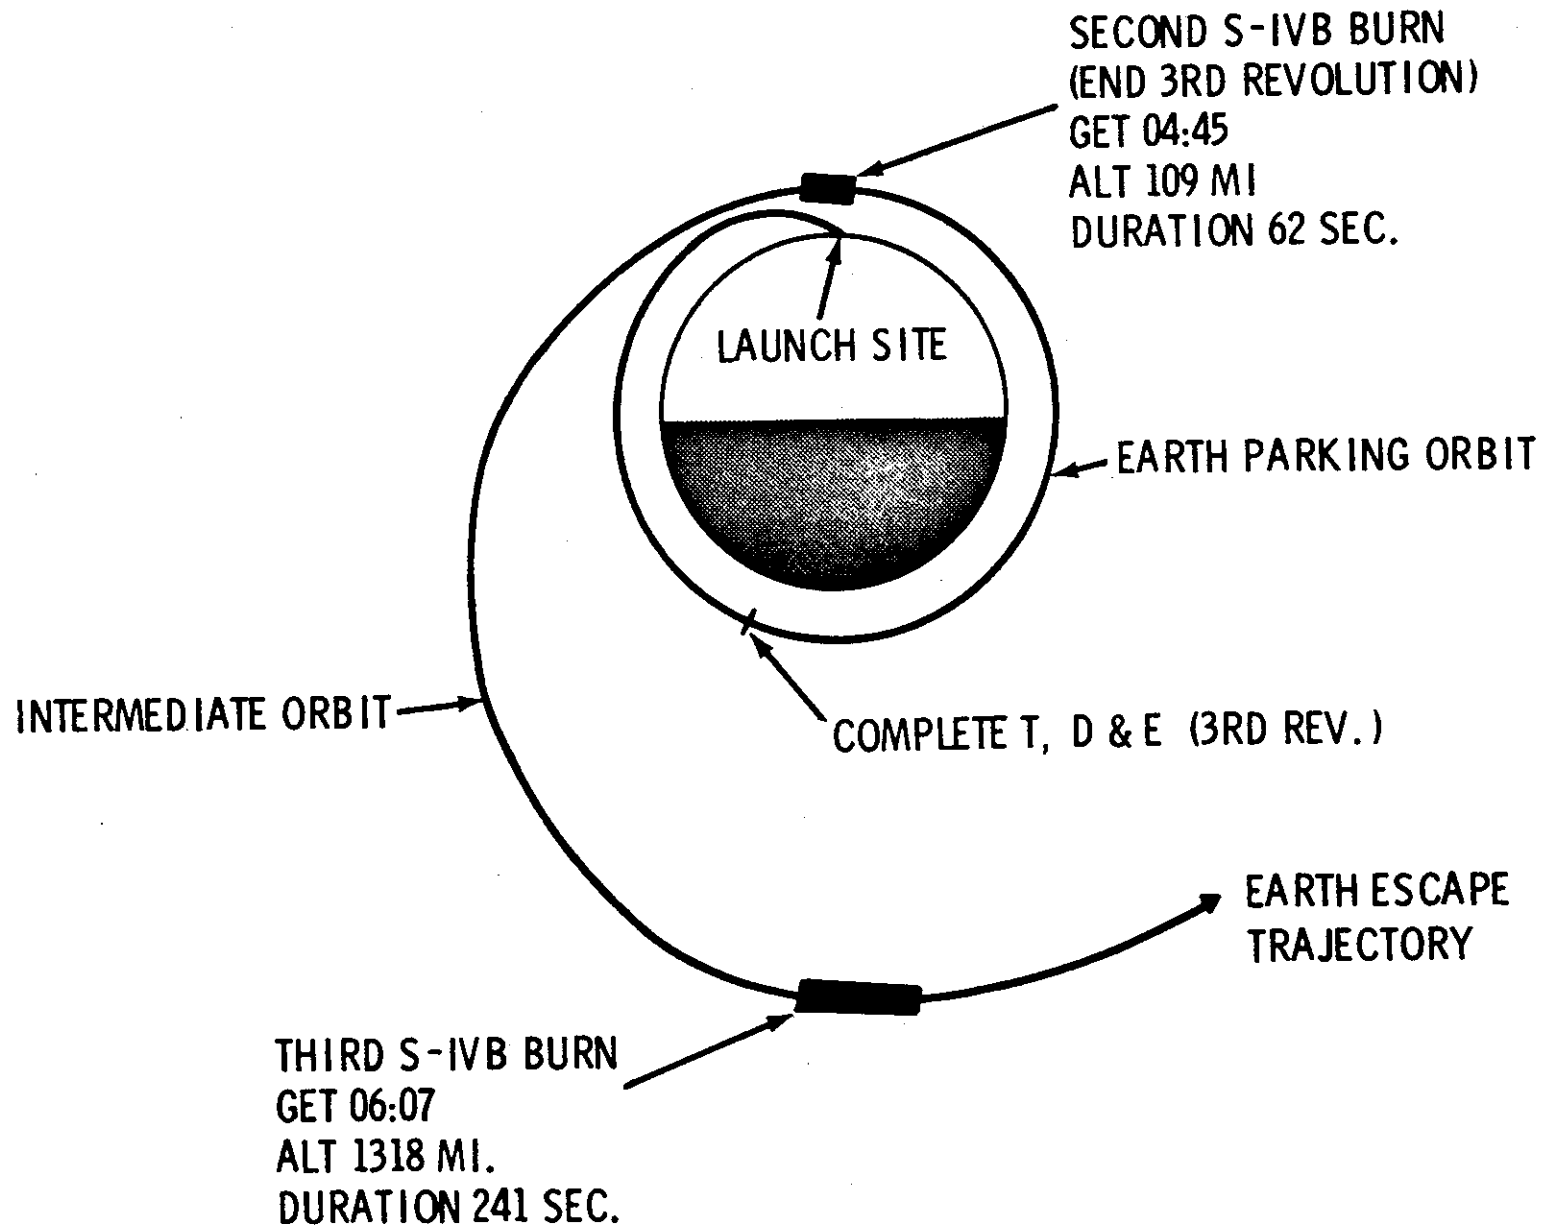 SECOND S-IVB BURN
(END 3RD REVOLUTION)
GET 04:45
ALT 109 MI
DURATION 62 SEC.
LAUNCH SITE
EARTH PARKING ORBIT
INTERMEDIATE ORBIT
COMPLETE T, D & E (3RD REV.)
EARTH ESCAPE
TRAJECTORY
THIRD S-IVB BURN
GET 06:07
ALT 1318 MI.
DURATION 241 SEC.